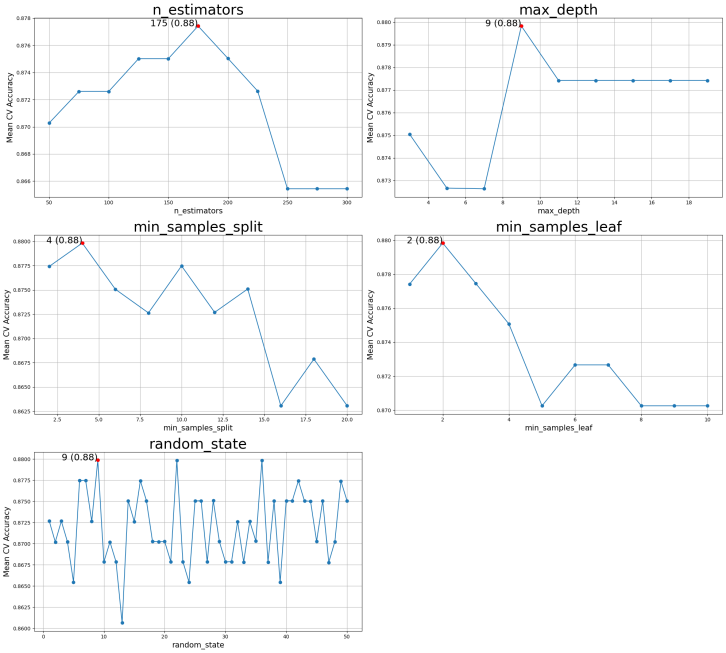 n_estimators
175 (0.88)
0.878
0.876
0.874
0.872
0.870
0.868
0.866
Mean CV Accuracy
50 100 150 200 250 300
n_estimators
max_depth
9 (0.88)
0.880
0.879
0.878
0.877
0.876
0.875
0.874
0.873
Mean CV Accuracy
4 6 8 10 12 14 16 18
max_depth
min_samples_split
4 (0.88)
0.8800
0.8775
0.8750
0.8725
0.8700
0.8675
0.8650
0.8625
Mean CV Accuracy
2.5 5.0 7.5 10.0 12.5 15.0 17.5 20.0
min_samples_split
min_samples_leaf
2 (0.88)
0.880
0.878
0.876
0.874
0.872
0.870
Mean CV Accuracy
2 4 6 8 10
min_samples_leaf
random_state
9 (0.88)
0.8800
0.8775
0.8750
0.8725
0.8700
0.8675
0.8650
0.8625
0.8600
Mean CV Accuracy
0 10 20 30 40 50
random_state